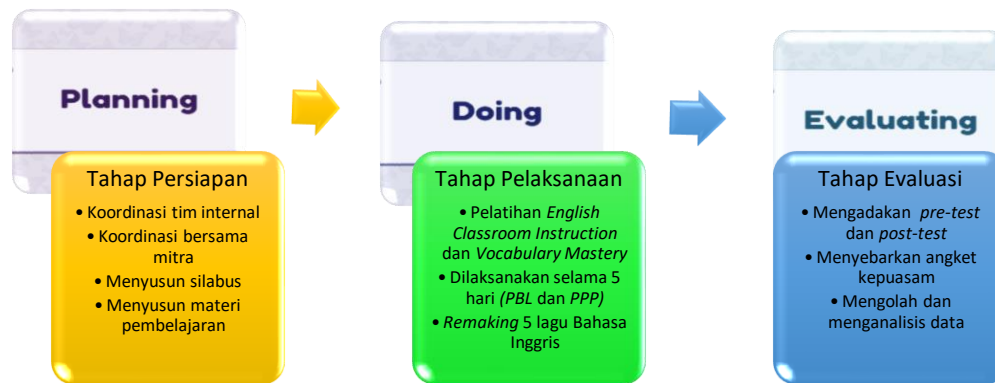 Planning
Tahap Persiapan
• Koordinasi tim internal
• Koordinasi bersama
mitra
• Menyusun silabus
• Menyusun materi
pembelajaran
Doing
Tahap Pelaksanaan
• Pelatihan English
Classroom Instruction
dan Vocabulary Mastery
• Dilaksanakan selama 5
hari (PBL dan PPP)
• Remaking 5 lagu Bahasa
Inggris
Evaluating
Tahap Evaluasi
• Mengadakan pre-test
dan post-test
• Menyebarkan angket
kepuasam
• Mengolah dan
menganalisis data